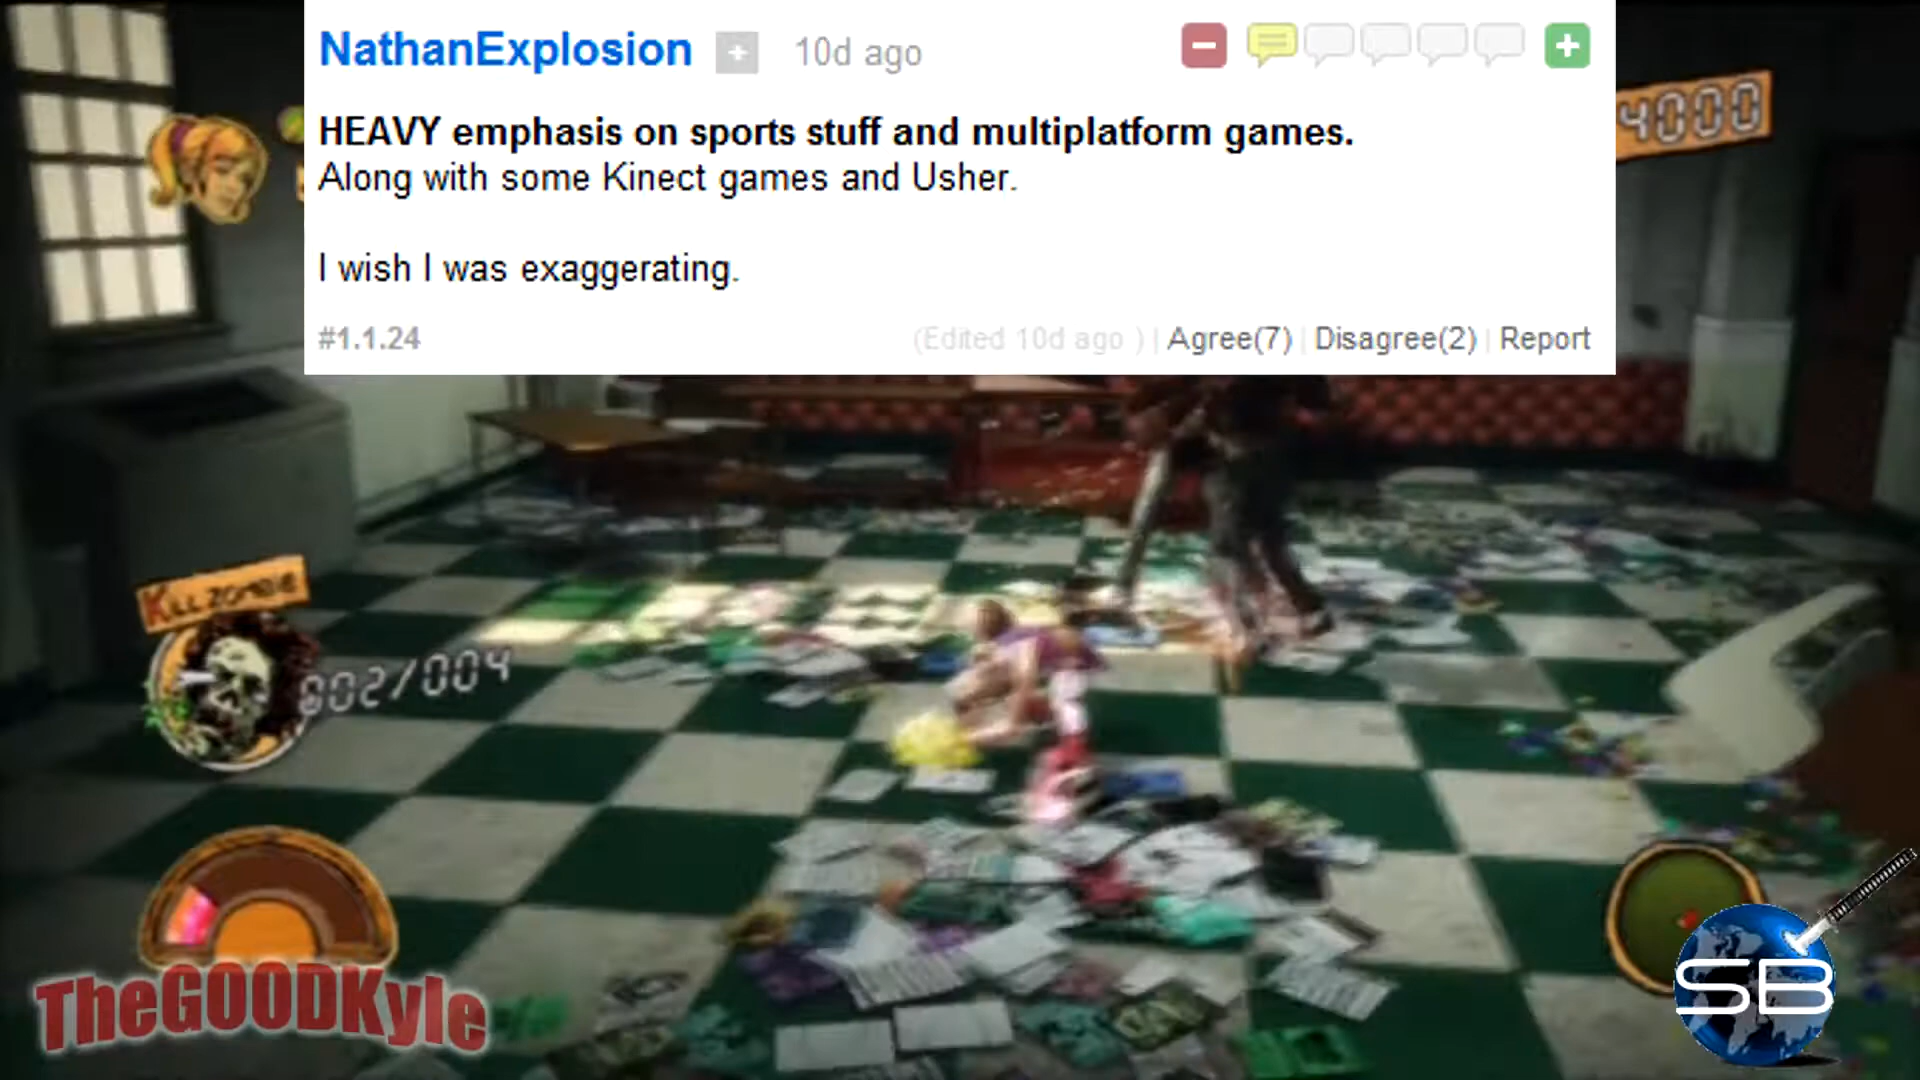 NathanExplosion + 10d ago
HEAVY emphasis on sports stuff and multiplatform games.
Along with some Kinect games and Usher.
I wish I was exaggerating.
#1.1.24 (Edited 10d ago ) | Agree(7) | Disagree(2) | Report
4000
KILL ZOMBIE
002/004
TheGOODKyle
SB